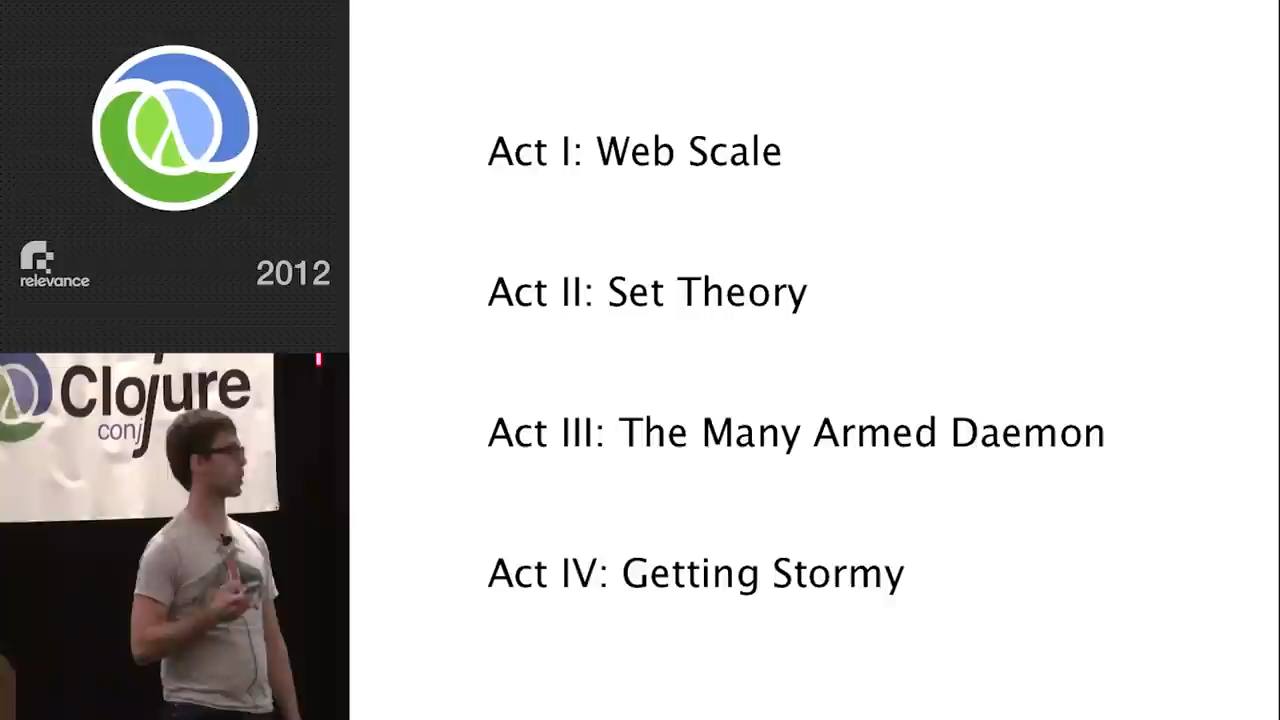 relevance
2012
Clojure
conj
Act I: Web Scale
Act II: Set Theory
Act III: The Many Armed Daemon
Act IV: Getting Stormy